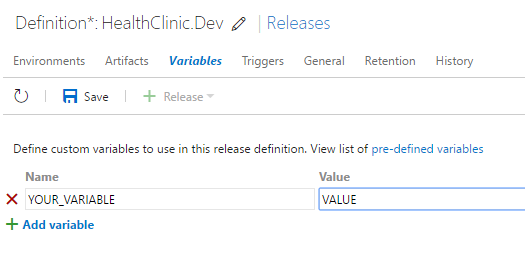 Definition*: HealthClinic.Dev | Releases
Environments Artifacts Variables Triggers General Retention History
Save Release
Define custom variables to use in this release definition. View list of pre-defined variables
Name Value
YOUR_VARIABLE VALUE
Add variable